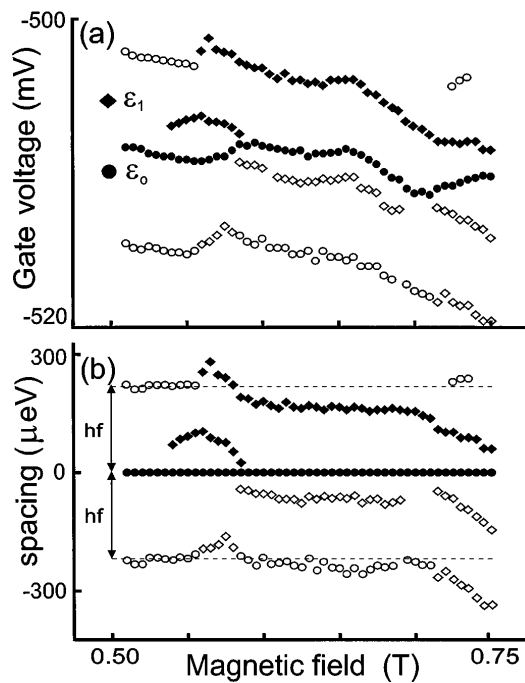 -500
(a)
Gate voltage (mV)
ε1
εo
-520
300
(b)
hf
spacing (μeV)
0
hf
-300
0.50
0.75
Magnetic field (T)